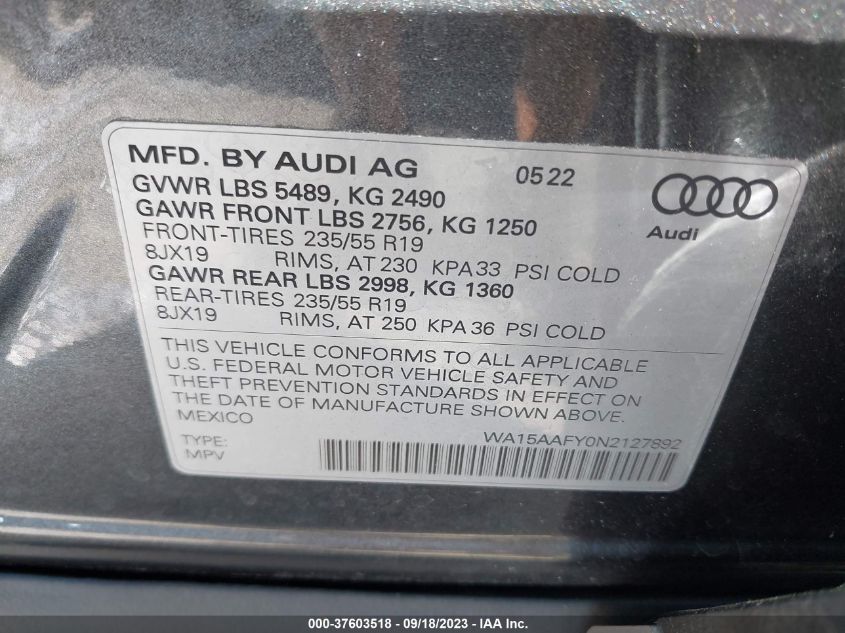 MFD. BY AUDI AG 0522
GVWR LBS 5489, KG 2490
GAWR FRONT LBS 2756, KG 1250
Audi
FRONT-TIRES 235/55 R19
8JX19 RIMS, AT 230 KPA 33 PSI COLD
GAWR REAR LBS 2998, KG 1360
REAR-TIRES 235/55 R19
8JX19 RIMS, AT 250 KPA 36 PSI COLD
THIS VEHICLE CONFORMS TO ALL APPLICABLE
U.S. FEDERAL MOTOR VEHICLE SAFETY AND
THEFT PREVENTION STANDARDS IN EFFECT ON
THE DATE OF MANUFACTURE SHOWN ABOVE.
MEXICO
WA15AAFY0N2127892
TYPE:
MPV
000-37603518 - 09/18/2023 - IAA Inc.